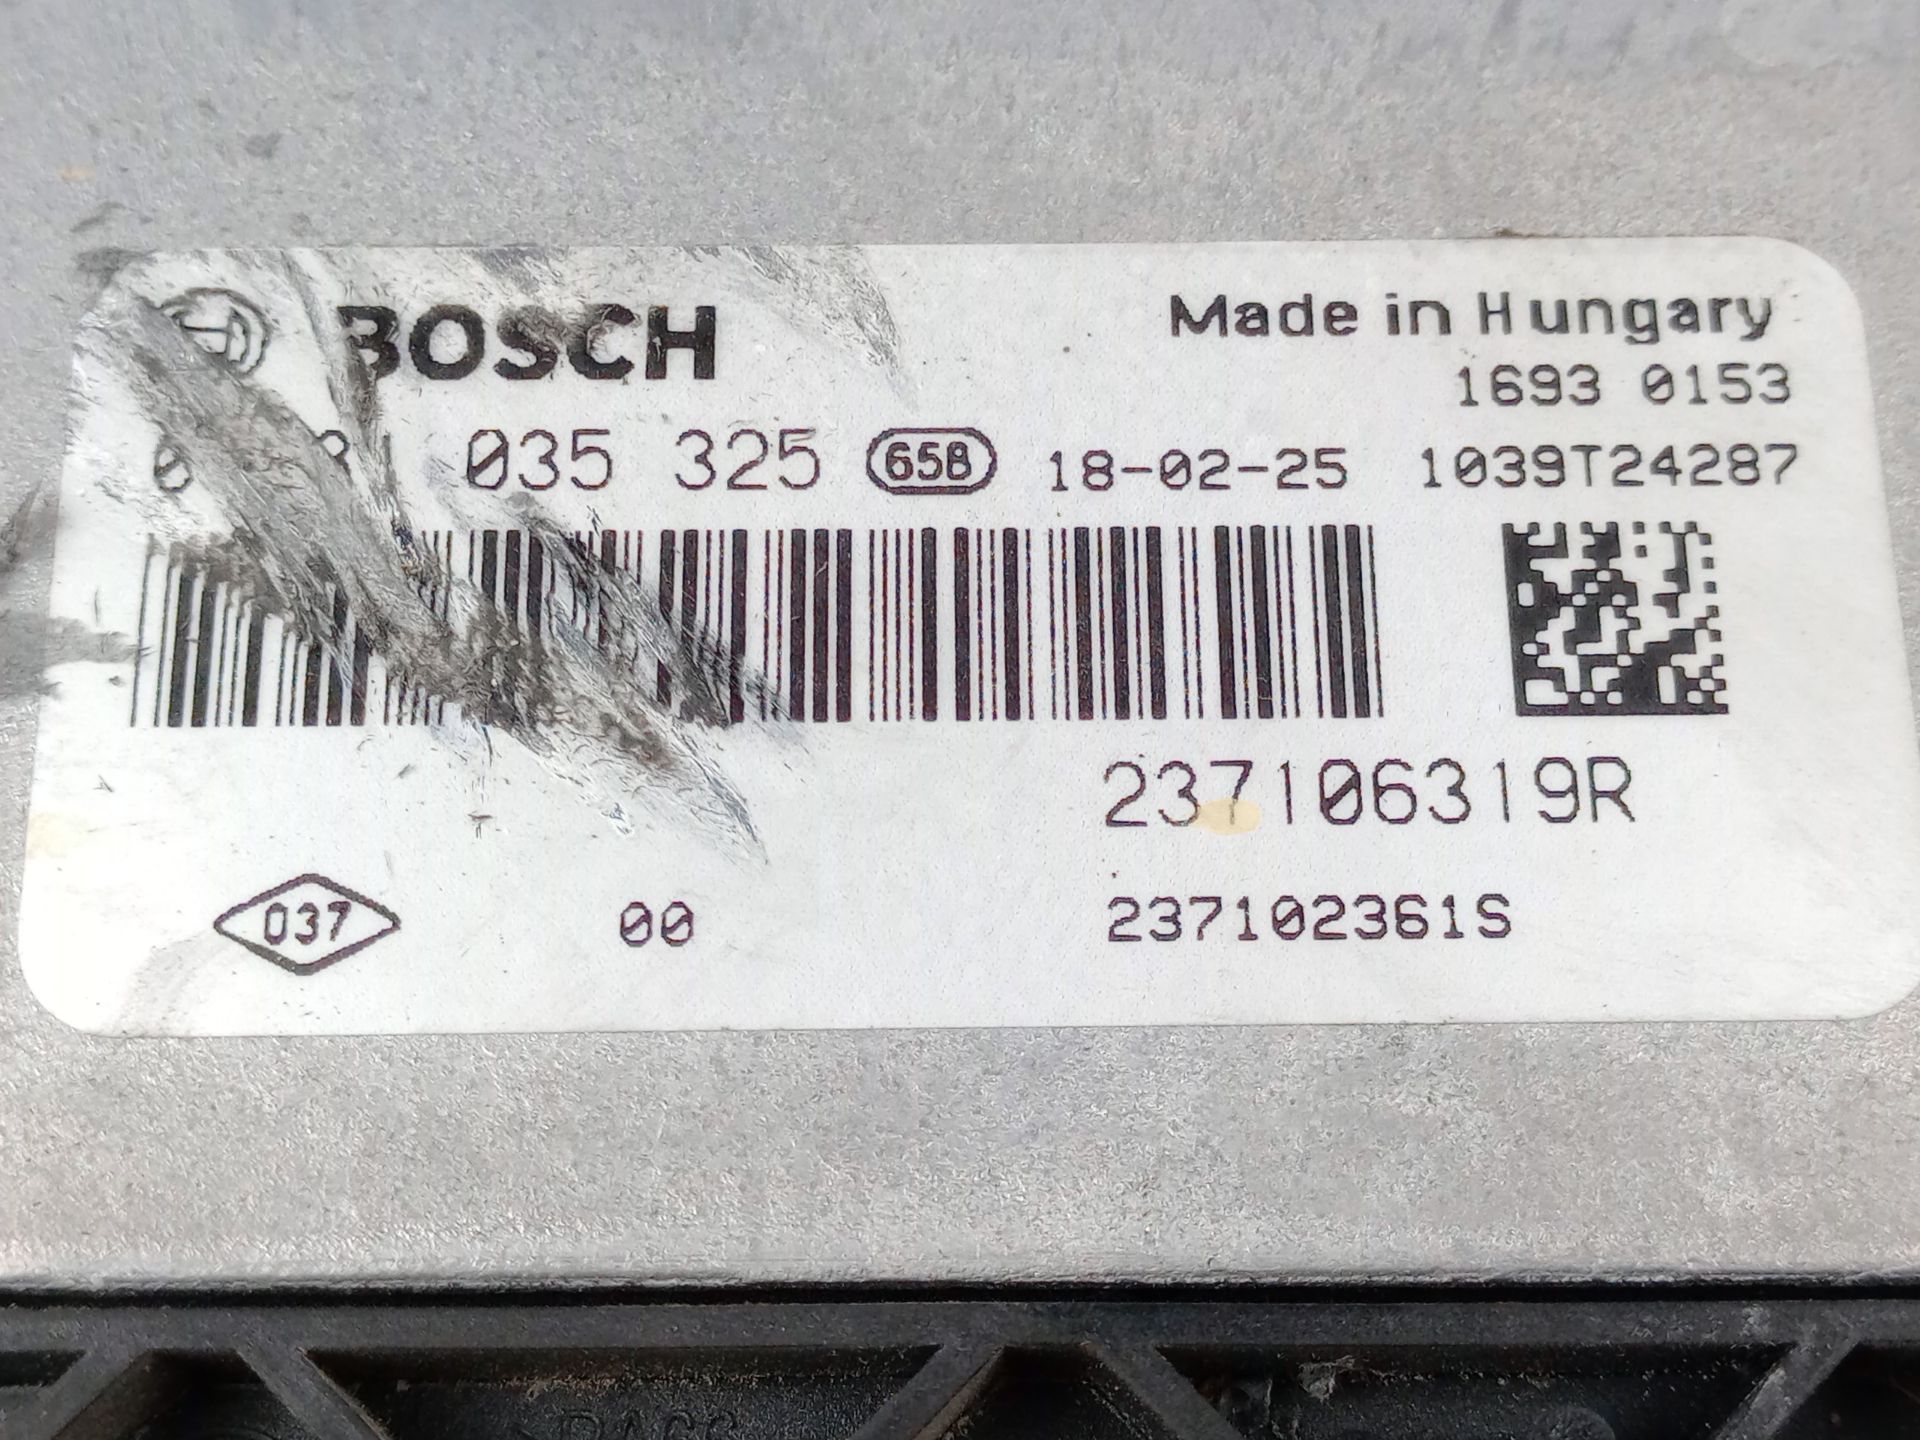 BOSCH
Made in Hungary
1693 0153
035 325 658 18-02-25 1039T24287
237106319R
037 00 237102361S